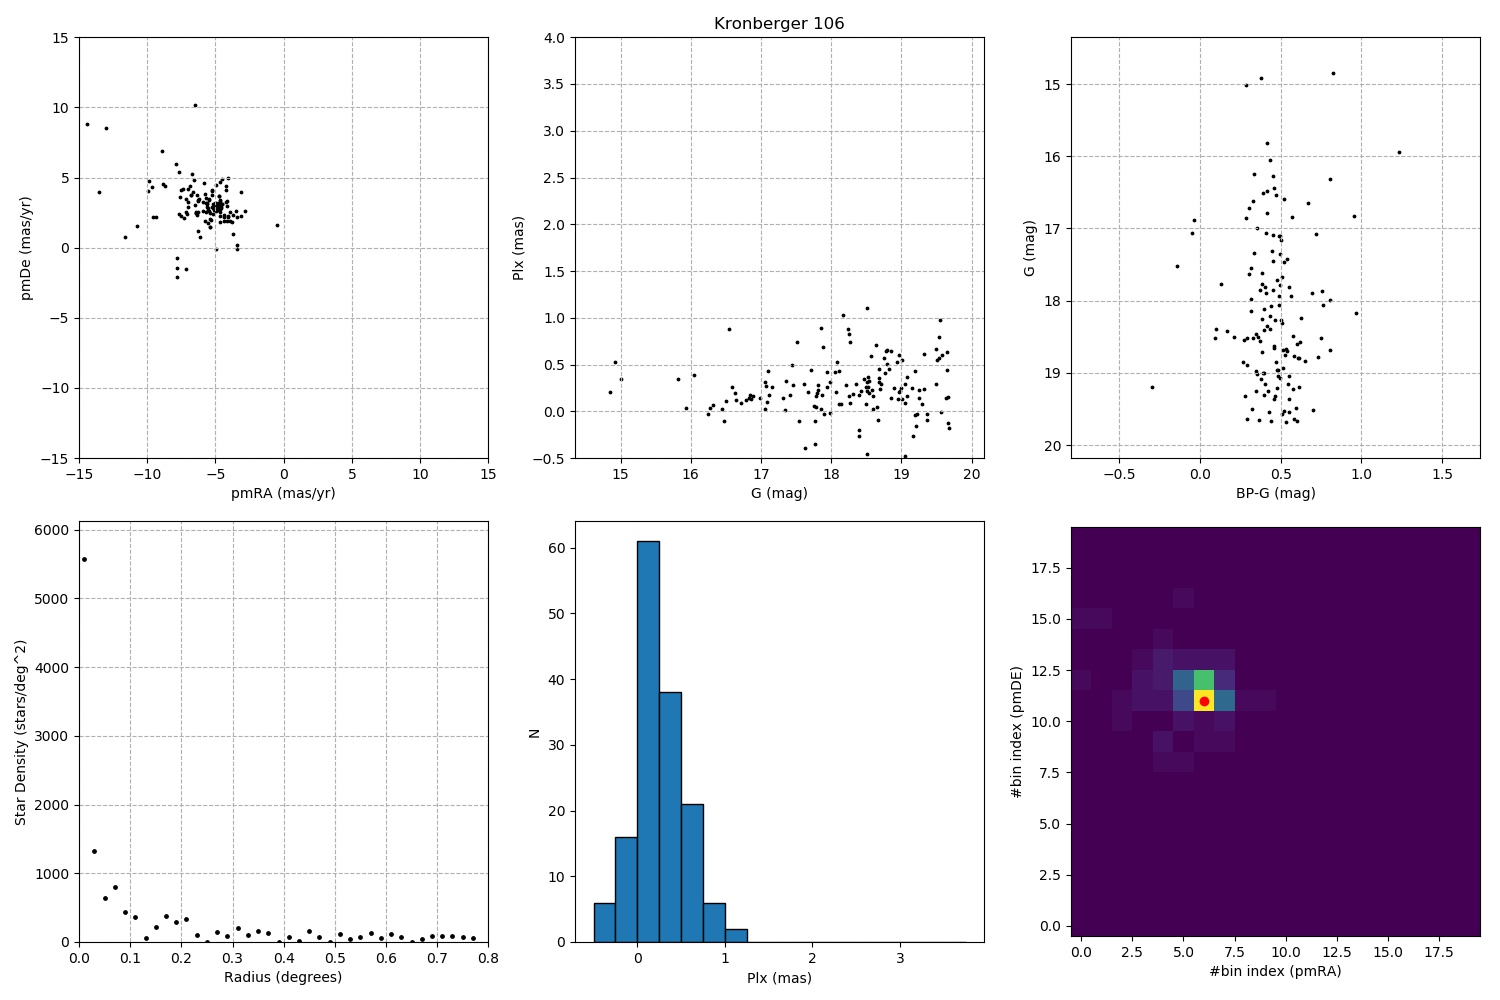 Kronberger 106
15
10
5
0
−5
−10
−15
−15 −10 −5 0 5 10 15
pmRA (mas/yr)
pmDe (mas/yr)
4.0
3.5
3.0
2.5
2.0
1.5
1.0
0.5
0.0
−0.5
15 16 17 18 19 20
G (mag)
Plx (mas)
15
16
17
18
19
20
−0.5 0.0 0.5 1.0 1.5
BP-G (mag)
G (mag)
6000
5000
4000
3000
2000
1000
0
0.0 0.1 0.2 0.3 0.4 0.5 0.6 0.7 0.8
Radius (degrees)
Star Density (stars/deg^2)
60
50
40
30
20
10
0
0 1 2 3
Plx (mas)
N
17.5
15.0
12.5
10.0
7.5
5.0
2.5
0.0
0.0 2.5 5.0 7.5 10.0 12.5 15.0 17.5
#bin index (pmRA)
#bin index (pmDE)